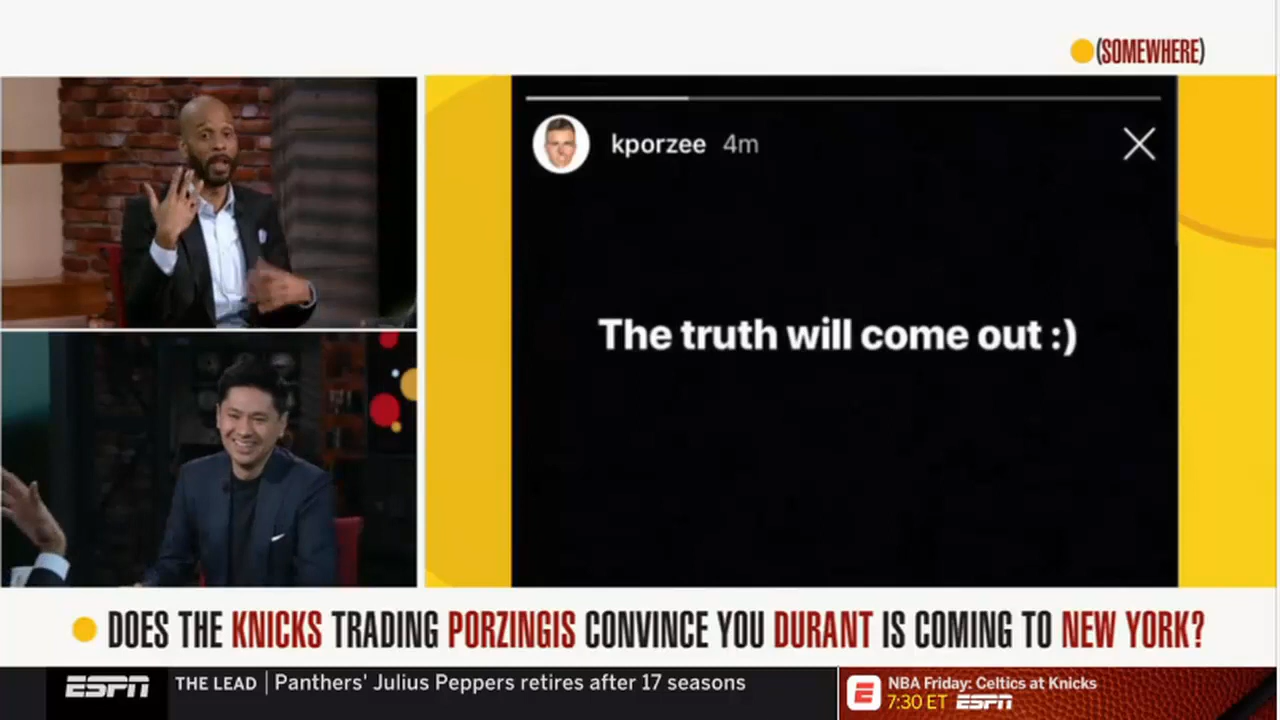 (SOMEWHERE)
kporzee 4m
The truth will come out :)
DOES THE KNICKS TRADING PORZINGIS CONVINCE YOU DURANT IS COMING TO NEW YORK?
ESPN THE LEAD | Panthers' Julius Peppers retires after 17 seasons
E NBA Friday: Celtics at Knicks
7:30 ET ESPN